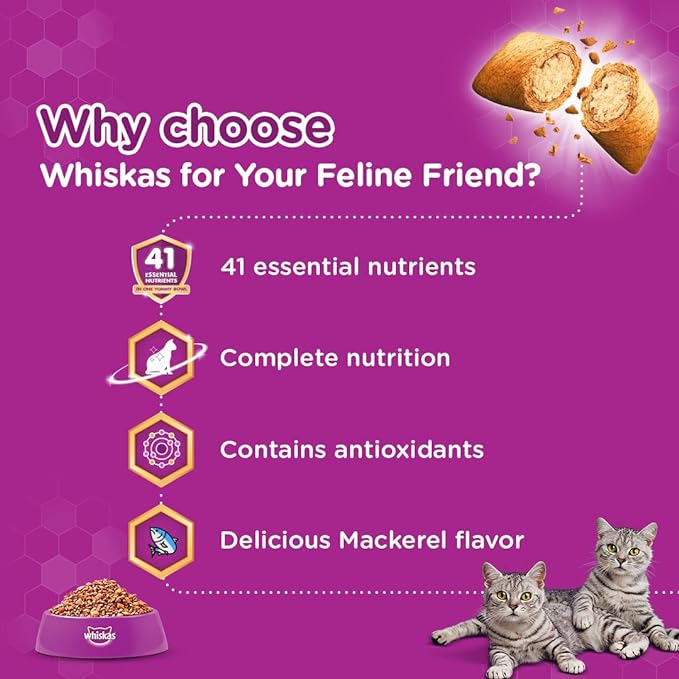 Why choose
Whiskas for Your Feline Friend?
41
ESSENTIAL
NUTRIENTS
IN ONE YUMMY BOWL
41 essential nutrients
Complete nutrition
Contains antioxidants
Delicious Mackerel flavor
whiskas